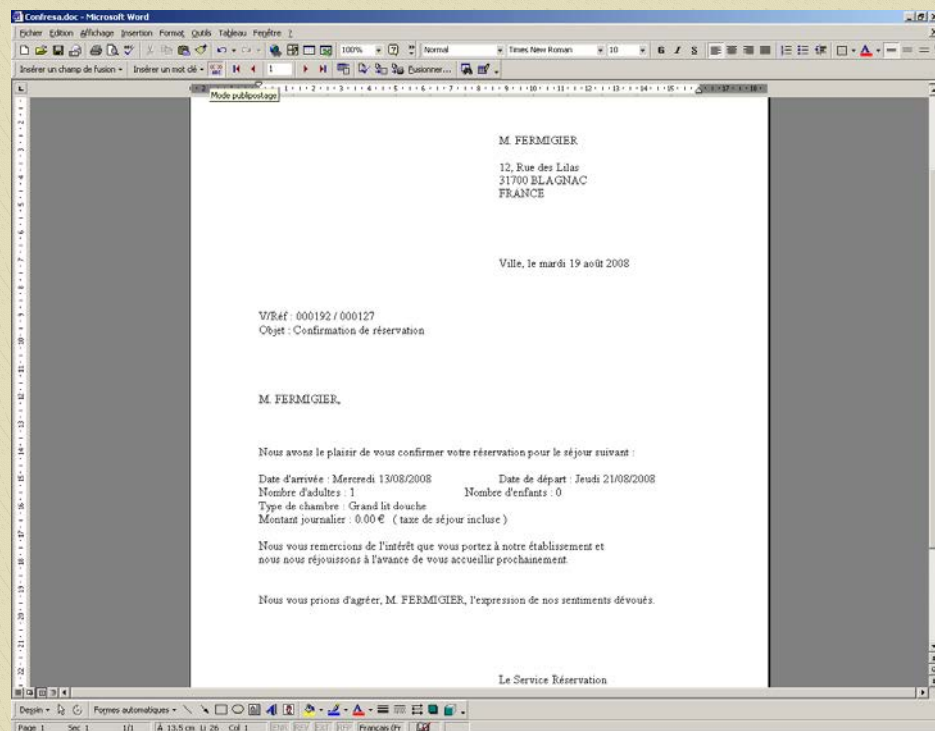 Confresa.doc - Microsoft Word
Fichier Edition Affichage Insertion Format Outils Tableau Fenêtre ?
100% Normal Times New Roman 10 G I S
Insérer un champ de fusion Insérer un mot clé 1 Fusionner...
Mode publipostage
M. FERMIGIER
12, Rue des Lilas
31700 BLAGNAC
FRANCE
Ville, le mardi 19 août 2008
V/Réf : 000192 / 000127
Objet : Confirmation de réservation
M. FERMIGIER,
Nous avons le plaisir de vous confirmer votre réservation pour le séjour suivant :
Date d'arrivée : Mercredi 13/08/2008 Date de départ : Jeudi 21/08/2008
Nombre d'adultes : 1 Nombre d'enfants : 0
Type de chambre : Grand lit douche
Montant journalier : 0.00 € ( taxe de séjour incluse )
Nous vous remercions de l'intérêt que vous portez à notre établissement et
nous nous réjouissons à l'avance de vous accueillir prochainement.
Nous vous prions d'agréer, M. FERMIGIER, l'expression de nos sentiments dévoués.
Le Service Réservation
Dessin Formes automatiques
Page 1 Sec 1 1/1 À 13.5 cm Li 26 Col 1 ENR REV EXT RFP Français (Fr